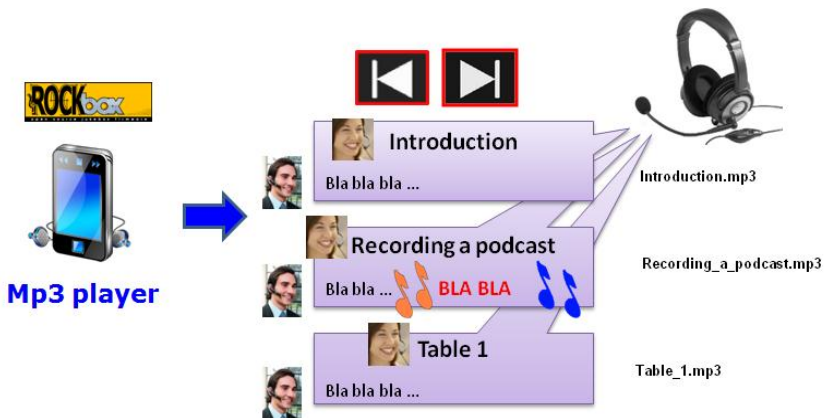 ROCKbox
Mp3 player
Introduction
Bla bla bla ...
Introduction.mp3
Recording a podcast
Bla bla ... BLA BLA
Recording_a_podcast.mp3
Table 1
Bla bla bla ...
Table_1.mp3